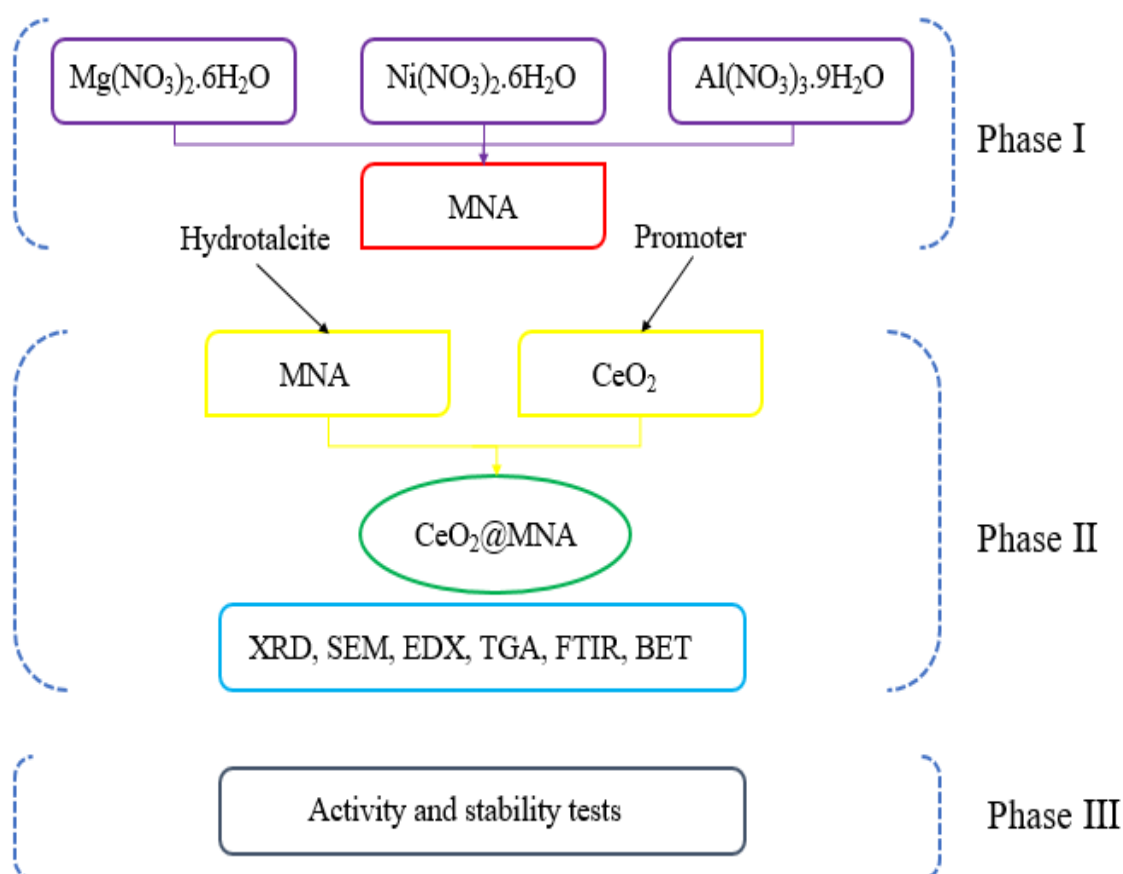 Mg(NO₃)₂.6H₂O
Ni(NO₃)₂.6H₂O
Al(NO₃)₃.9H₂O
Phase I
MNA
Hydrotalcite
Promoter
MNA
CeO₂
CeO₂@MNA
Phase II
XRD, SEM, EDX, TGA, FTIR, BET
Activity and stability tests
Phase III